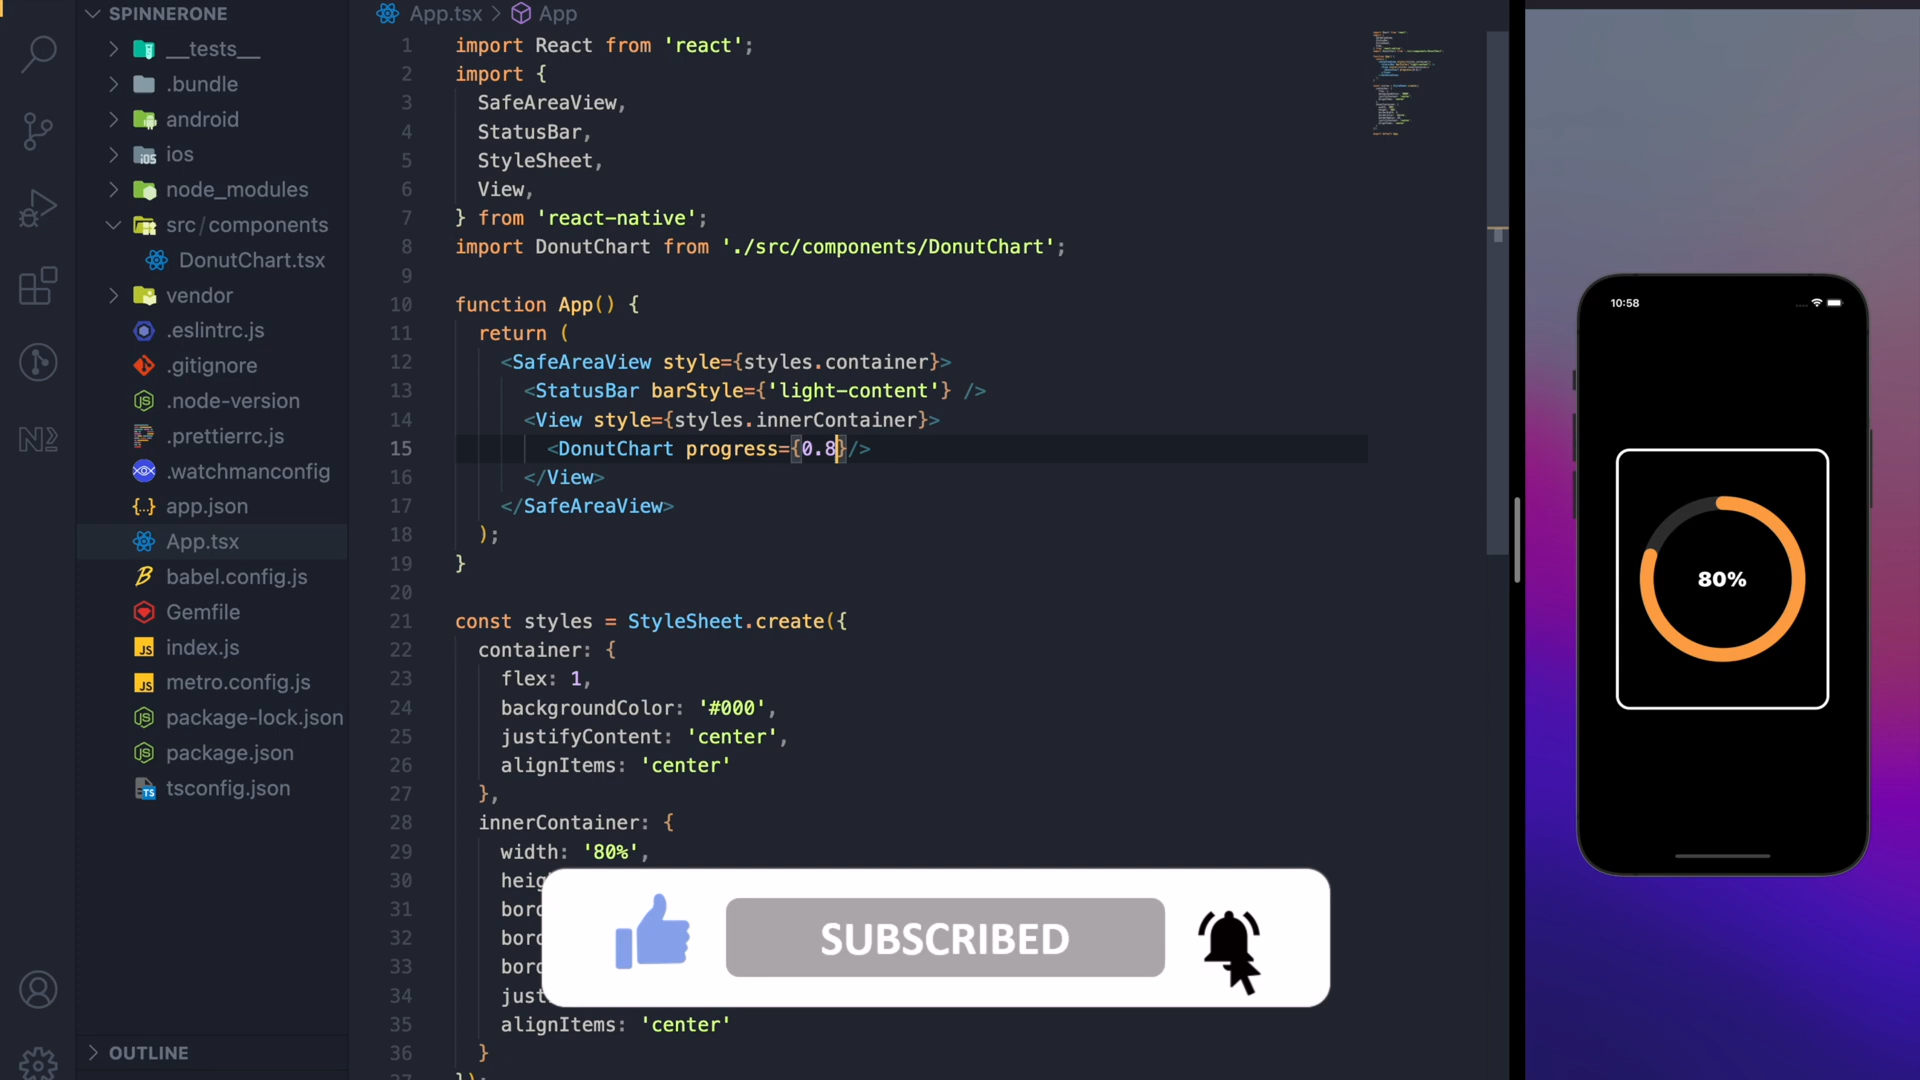 SPINNERONE
__tests__
.bundle
android
ios
node_modules
src/components
DonutChart.tsx
vendor
.eslintrc.js
.gitignore
.node-version
.prettierrc.js
.watchmanconfig
app.json
App.tsx
babel.config.js
Gemfile
index.js
metro.config.js
package-lock.json
package.json
tsconfig.json
OUTLINE
App.tsx > App
1 import React from 'react';
2 import {
3 SafeAreaView,
4 StatusBar,
5 StyleSheet,
6 View,
7 } from 'react-native';
8 import DonutChart from './src/components/DonutChart';
9
10 function App() {
11 return (
12 <SafeAreaView style={styles.container}>
13 <StatusBar barStyle={'light-content'} />
14 <View style={styles.innerContainer}>
15 <DonutChart progress={0.8}/>
16 </View>
17 </SafeAreaView>
18 );
19 }
20
21 const styles = StyleSheet.create({
22 container: {
23 flex: 1,
24 backgroundColor: '#000',
25 justifyContent: 'center',
26 alignItems: 'center'
27 },
28 innerContainer: {
29 width: '80%',
30 heig
31 bord
32 bord
33 bord
34 just
35 alignItems: 'center'
36 }
SUBSCRIBED
10:58
80%